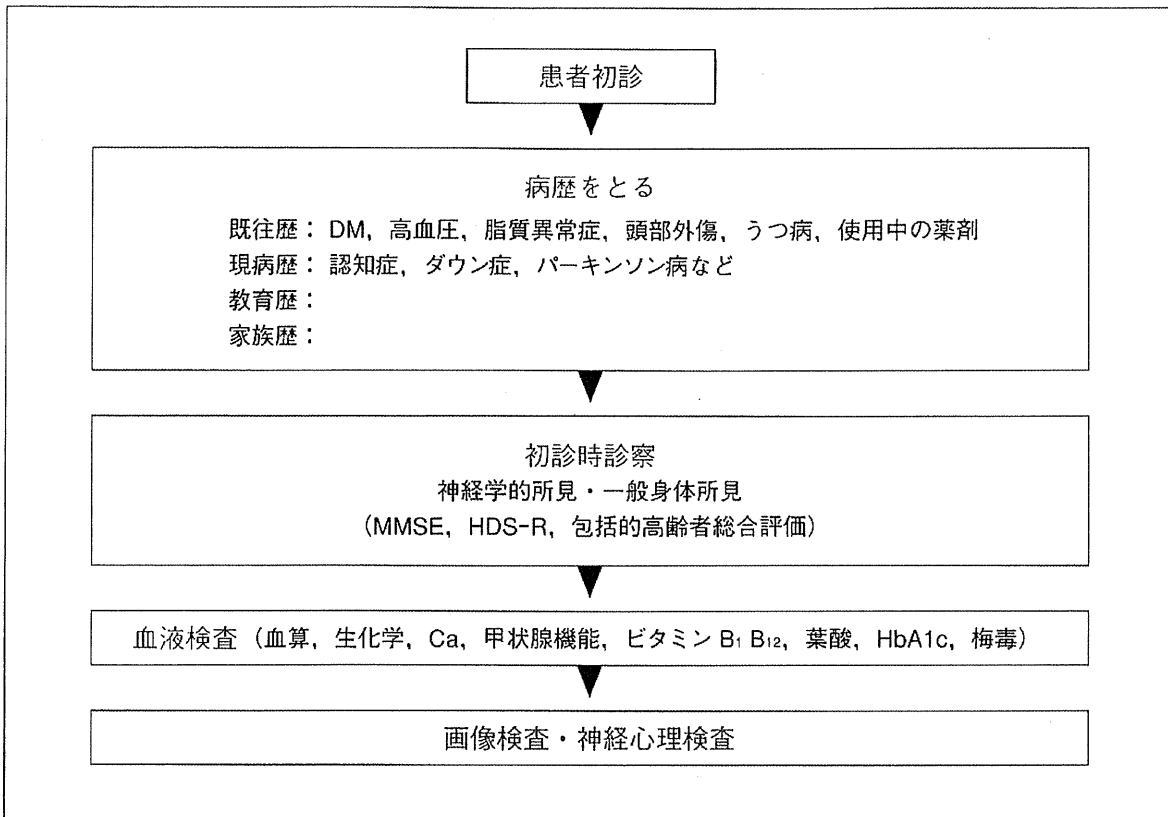 患者初診
病歴をとる
既往歴： DM，高血圧，脂質異常症，頭部外傷，うつ病，使用中の薬剤
現病歴： 認知症，ダウン症，パーキンソン病など
教育歴：
家族歴：
初診時診察
神経学的所見・一般身体所見
（MMSE，HDS-R，包括的高齢者総合評価）
血液検査（血算，生化学，Ca，甲状腺機能，ビタミン B₁ B₁₂，葉酸，HbA1c，梅毒）
画像検査・神経心理検査